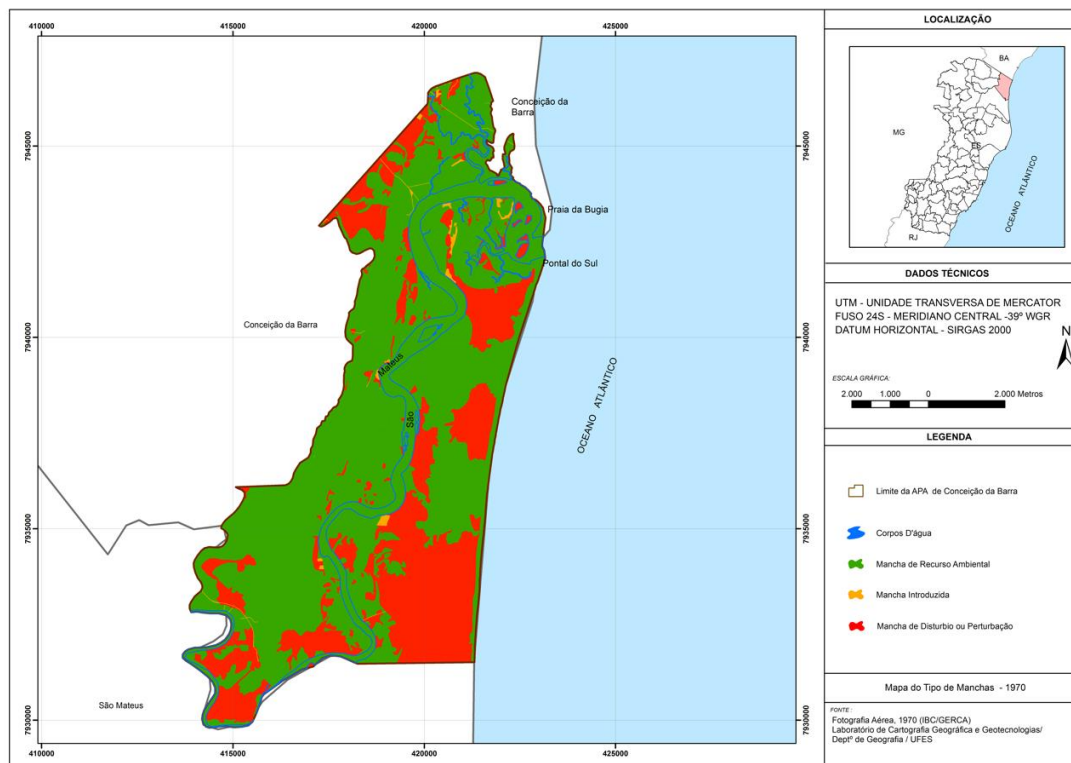 410000
415000
420000
425000
7945000
7945000
7940000
7940000
7935000
7935000
7930000
7930000
Conceição da
Barra
Praia da Bugia
Pontal do Sul
Conceição da Barra
Mateus
São
OCEANO ATLÂNTICO
São Mateus
410000
415000
420000
425000
LOCALIZAÇÃO
BA
MG
ES
OCEANO ATLÂNTICO
RJ
DADOS TÉCNICOS
UTM - UNIDADE TRANSVERSA DE MERCATOR
FUSO 24S - MERIDIANO CENTRAL -39º WGR
DATUM HORIZONTAL - SIRGAS 2000
N
ESCALA GRÁFICA:
2.000 1.000 0 2.000 Metros
LEGENDA
Limite da APA de Conceição da Barra
Corpos D'água
Mancha de Recurso Ambiental
Mancha Introduzida
Mancha de Disturbio ou Perturbação
Mapa do Tipo de Manchas - 1970
FONTE:
Fotografia Aérea, 1970 (IBC/GERCA)
Laboratório de Cartografia Geográfica e Geotecnologias/
Deptº de Geografia / UFES